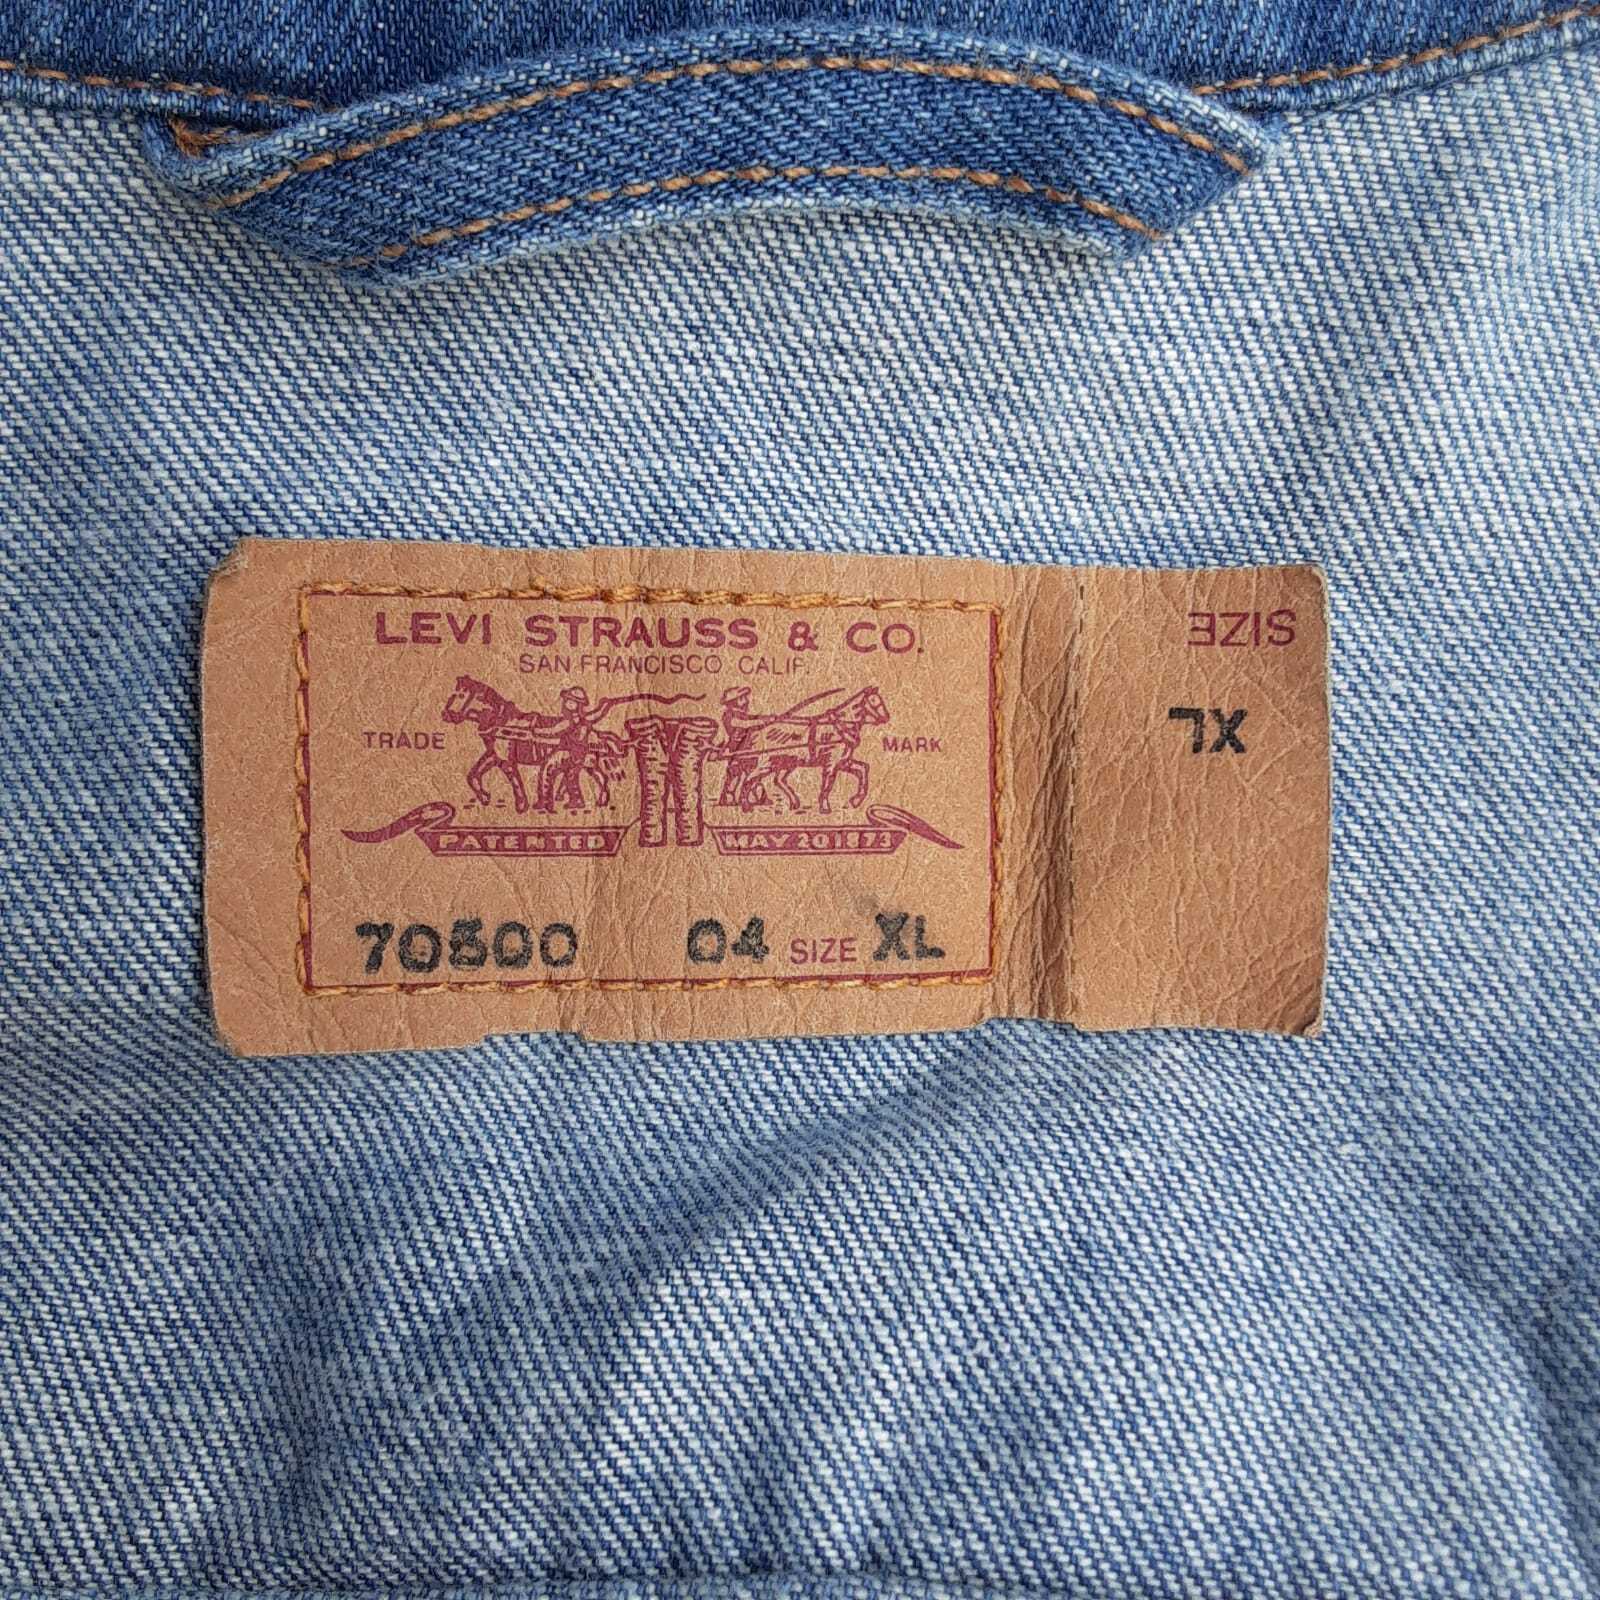 LEVI STRAUSS & CO.
SAN FRANCISCO CALIF.
TRADE MARK
PATENTED MAY 20 1873
70500 04 SIZE XL
SIZE
XL